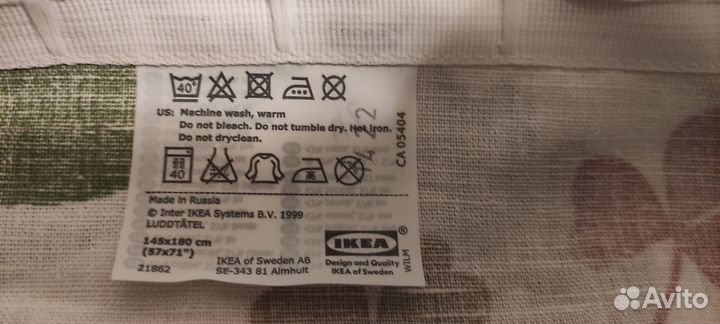 40°
US: Machine wash, warm
Do not bleach. Do not tumble dry. Hot iron.
Do not dryclean.
40
Made in Russia
© Inter IKEA Systems B.V. 1999
LUDDTÅTEL
145x180 cm
(57x71")
21862
IKEA of Sweden AB
SE-343 81 Älmhult
IKEA®
Design and Quality
IKEA of Sweden
WILM
CA 05404
22
Avito